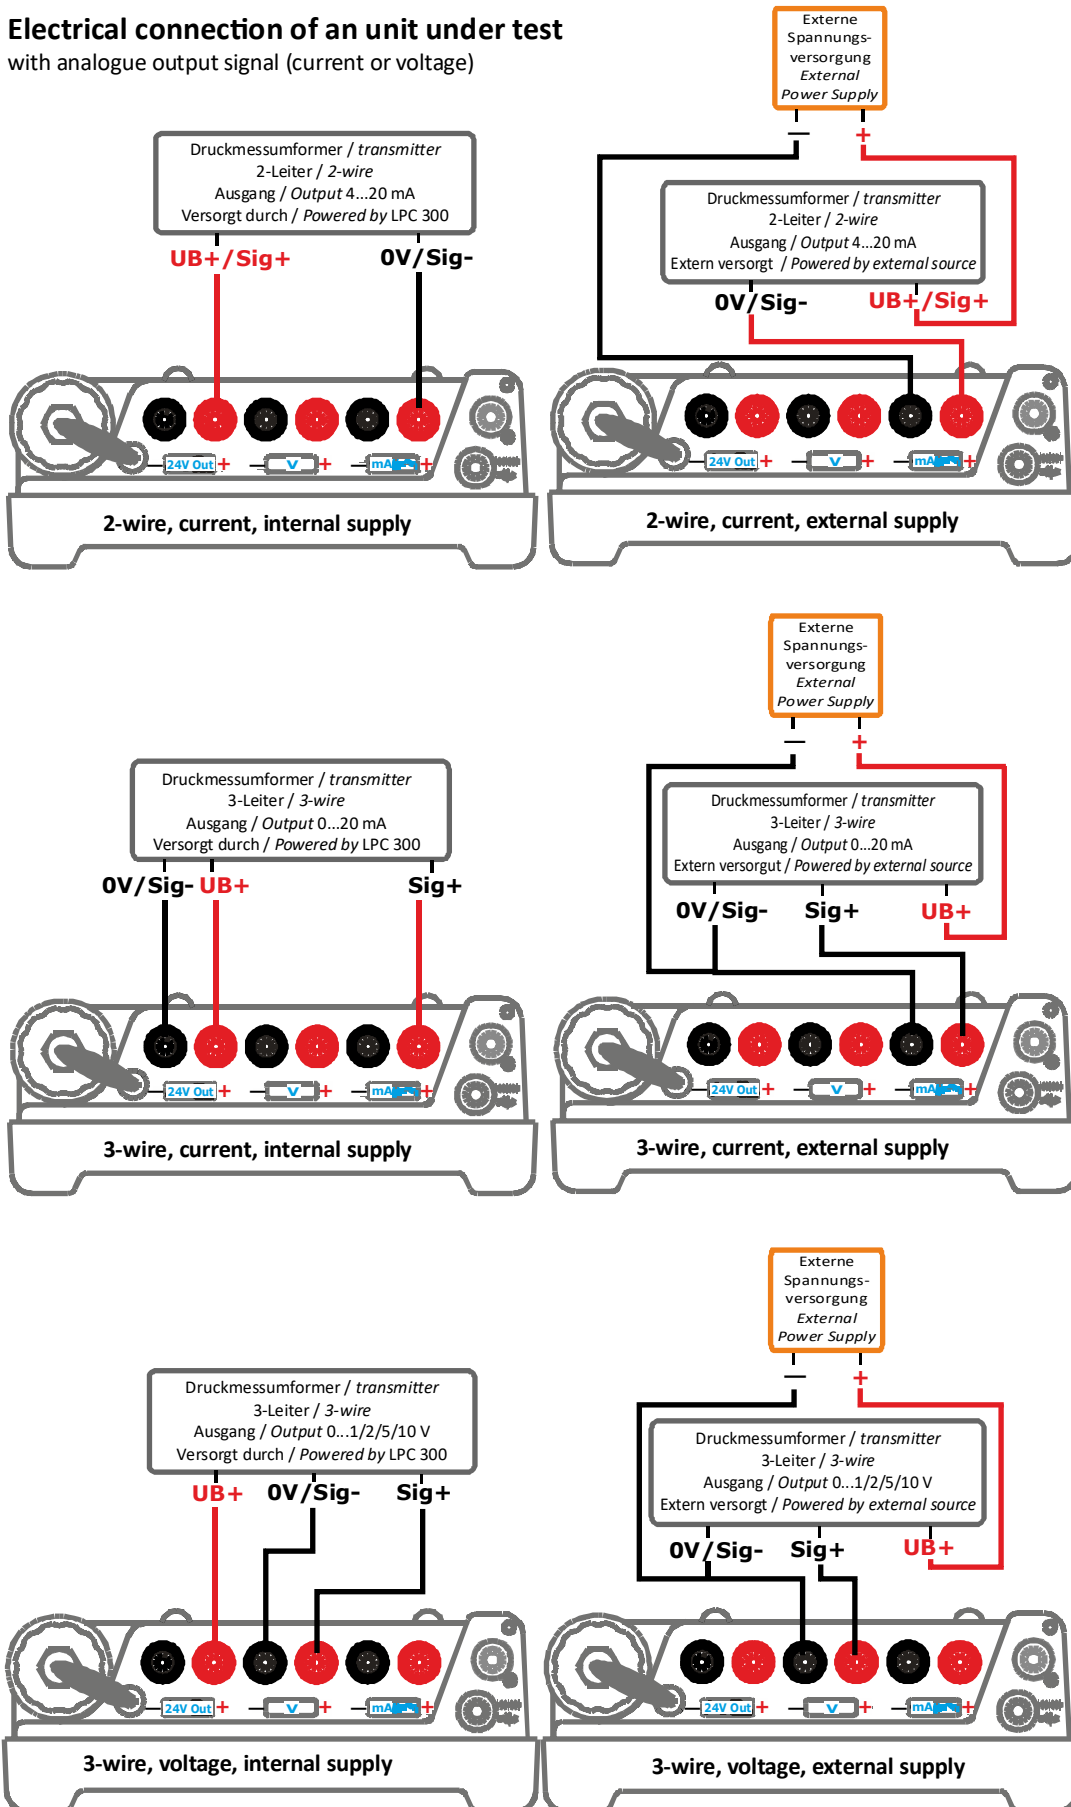 Electrical connection of an unit under test
with analogue output signal (current or voltage)
Druckmessumformer / transmitter
2-Leiter / 2-wire
Ausgang / Output 4...20 mA
Versorgt durch / Powered by LPC 300
UB+/Sig+
0V/Sig-
— 24V Out +
— V +
— mA +
2-wire, current, internal supply
Externe
Spannungs-
versorgung
External
Power Supply
— +
Druckmessumformer / transmitter
2-Leiter / 2-wire
Ausgang / Output 4...20 mA
Extern versorgt / Powered by external source
0V/Sig-
UB+/Sig+
— 24V Out +
— V +
— mA +
2-wire, current, external supply
Druckmessumformer / transmitter
3-Leiter / 3-wire
Ausgang / Output 0...20 mA
Versorgt durch / Powered by LPC 300
0V/Sig- UB+
Sig+
— 24V Out +
— V +
— mA +
3-wire, current, internal supply
Externe
Spannungs-
versorgung
External
Power Supply
— +
Druckmessumformer / transmitter
3-Leiter / 3-wire
Ausgang / Output 0...20 mA
Extern versorgut / Powered by external source
0V/Sig-
Sig+
UB+
— 24V Out +
— V +
— mA +
3-wire, current, external supply
Druckmessumformer / transmitter
3-Leiter / 3-wire
Ausgang / Output 0...1/2/5/10 V
Versorgt durch / Powered by LPC 300
UB+
0V/Sig-
Sig+
— 24V Out +
— V +
— mA +
3-wire, voltage, internal supply
Externe
Spannungs-
versorgung
External
Power Supply
— +
Druckmessumformer / transmitter
3-Leiter / 3-wire
Ausgang / Output 0...1/2/5/10 V
Extern versorgt / Powered by external source
0V/Sig-
Sig+
UB+
— 24V Out +
— V +
— mA +
3-wire, voltage, external supply